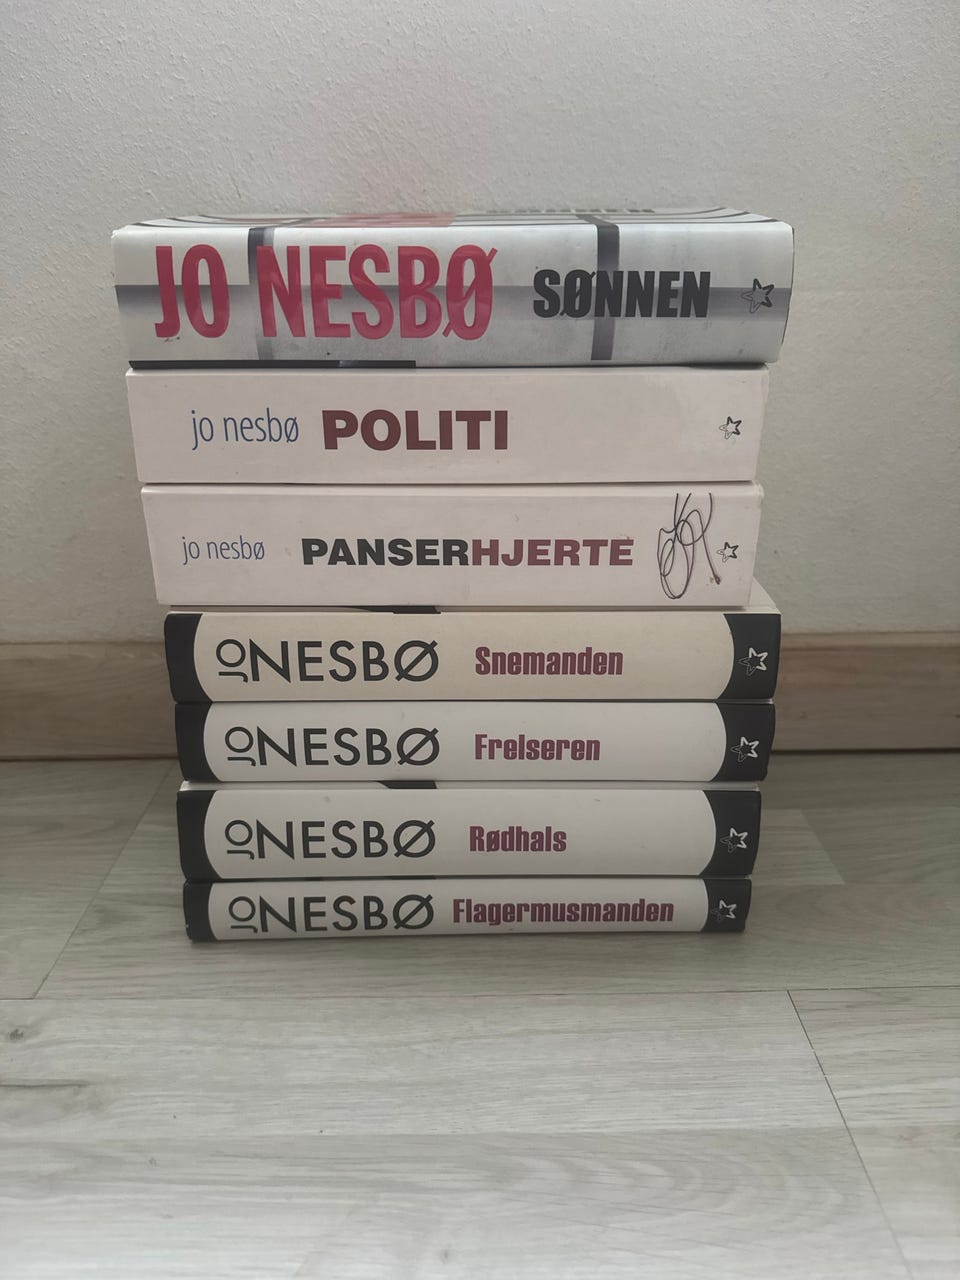 JO NESBØ SØNNEN
jo nesbø POLITI
jo nesbø PANSERHJERTE
JO NESBØ Snemanden
JO NESBØ Frelseren
JO NESBØ Rødhals
JO NESBØ Flagermusmanden